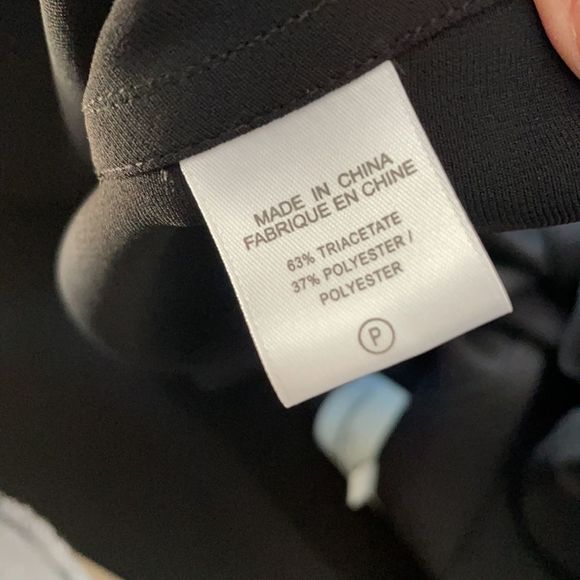 MADE IN CHINA
FABRIQUE EN CHINE
63% TRIACETATE
37% POLYESTER /
POLYESTER
P